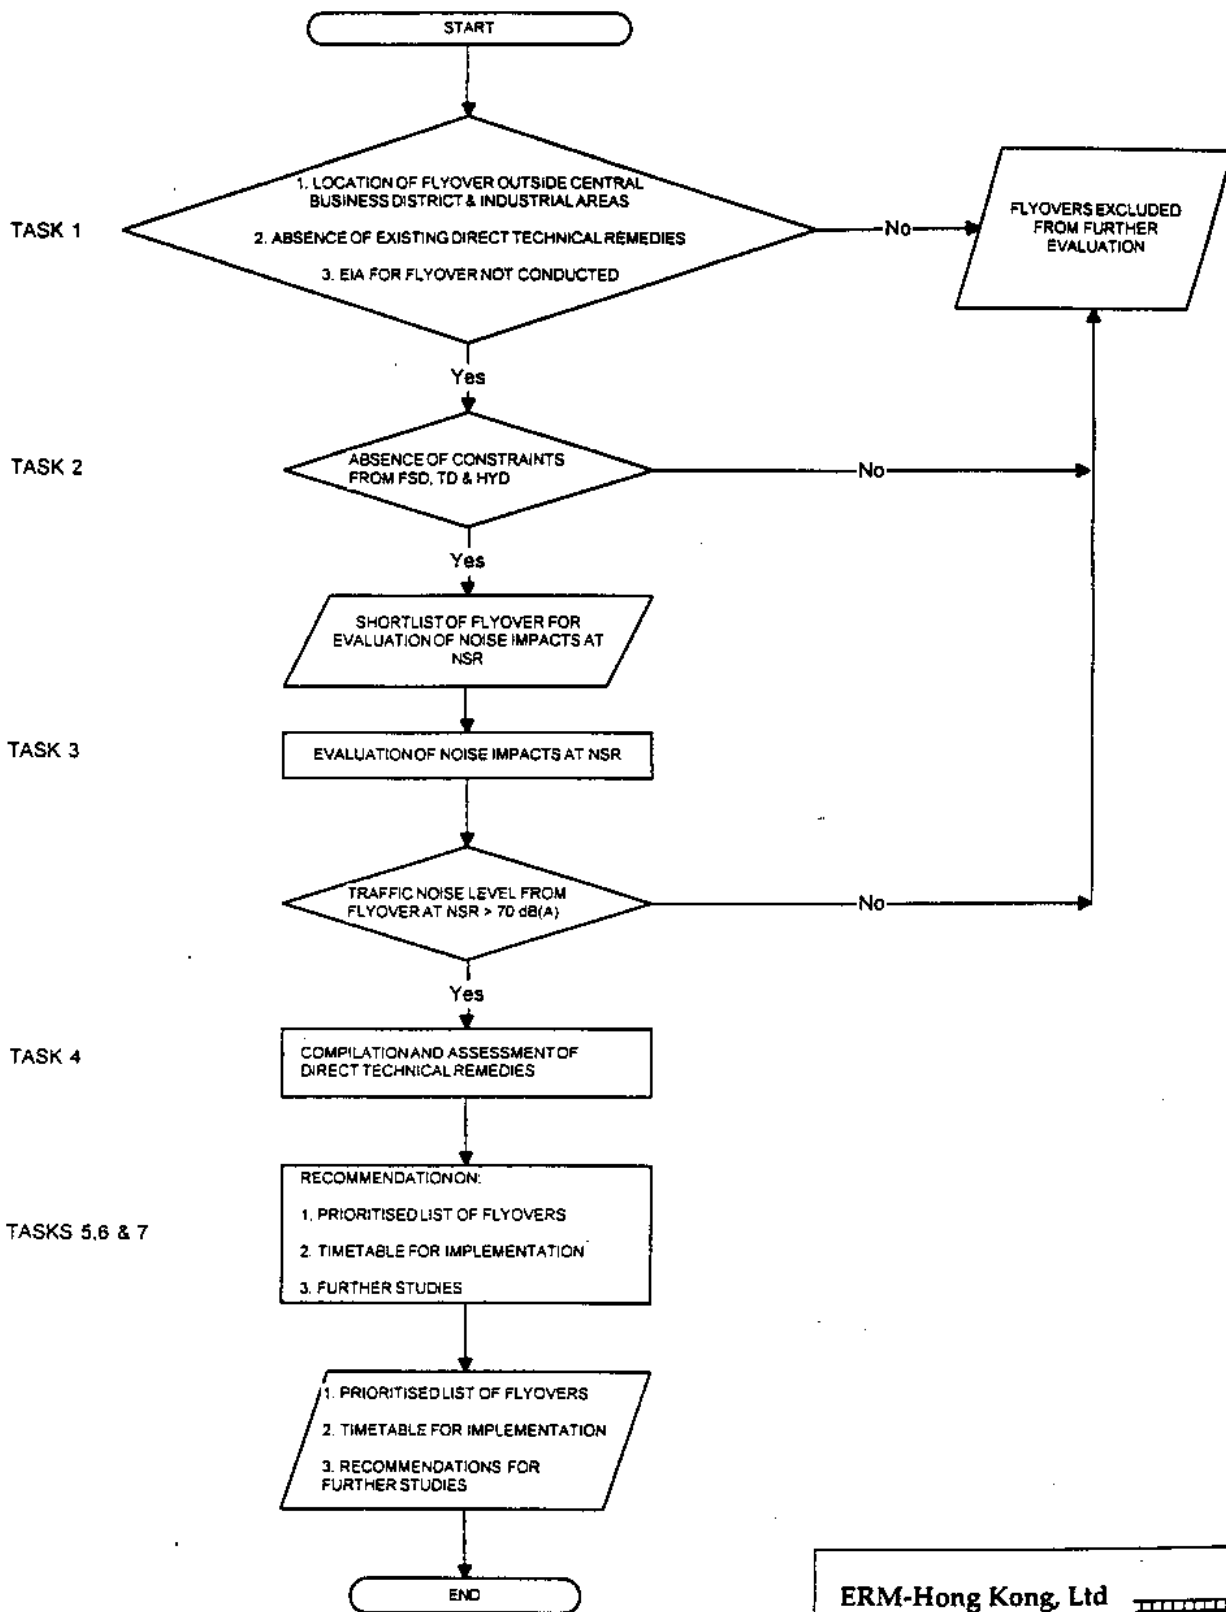 START
TASK 1
1. LOCATION OF FLYOVER OUTSIDE CENTRAL
BUSINESS DISTRICT & INDUSTRIAL AREAS
2. ABSENCE OF EXISTING DIRECT TECHNICAL REMEDIES
3. EIA FOR FLYOVER NOT CONDUCTED
No
FLYOVERS EXCLUDED
FROM FURTHER
EVALUATION
Yes
TASK 2
ABSENCE OF CONSTRAINTS
FROM FSD, TD & HYD
No
Yes
SHORTLIST OF FLYOVER FOR
EVALUATION OF NOISE IMPACTS AT
NSR
TASK 3
EVALUATION OF NOISE IMPACTS AT NSR
TRAFFIC NOISE LEVEL FROM
FLYOVER AT NSR > 70 dB(A)
No
Yes
TASK 4
COMPILATION AND ASSESSMENT OF
DIRECT TECHNICAL REMEDIES
TASKS 5,6 & 7
RECOMMENDATION ON:
1. PRIORITISED LIST OF FLYOVERS
2. TIMETABLE FOR IMPLEMENTATION
3. FURTHER STUDIES
1. PRIORITISED LIST OF FLYOVERS
2. TIMETABLE FOR IMPLEMENTATION
3. RECOMMENDATIONS FOR
FURTHER STUDIES
END
ERM-Hong Kong, Ltd